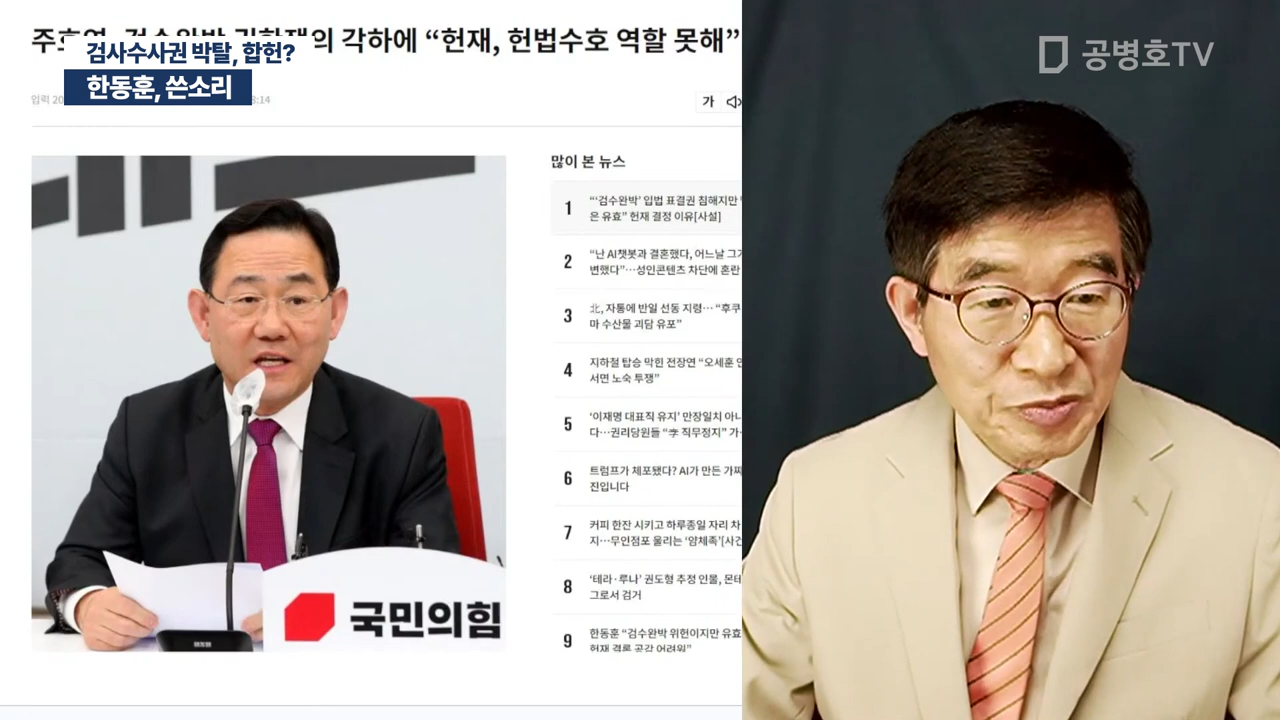 의 각하에 “헌재, 헌법수호 역할 못해”
검사수사권 박탈, 합헌?
한동훈, 쓴소리
입력 20
3:14
가
공병호TV
많이 본 뉴스
1 “‘검수완박’ 입법 표결권 침해지만
은 유효” 헌재 결정 이유[사설]
2 “난 AI챗봇과 결혼했다, 어느날 그가
변했다”…성인콘텐츠 차단에 혼란
3 北, 자통에 반일 선동 지령… “후쿠
마 수산물 괴담 유포”
4 지하철 탑승 막힌 전장연 “오세훈
서면 노숙 투쟁”
5 ‘이재명 대표직 유지’ 만장일치 아니
다…권리당원들 “李 직무정지” 가
6 트럼프가 체포됐다? AI가 만든 가짜
진입니다
7 커피 한잔 시키고 하루종일 자리 차
지…무인점포 울리는 ‘얌체족’[사건
8 ‘테라·루나’ 권도형 추정 인물, 몬테
그로서 검거
9 한동훈 “검수완박 위헌이지만 유효
헌재 결론 공감 어려워”
국민의힘